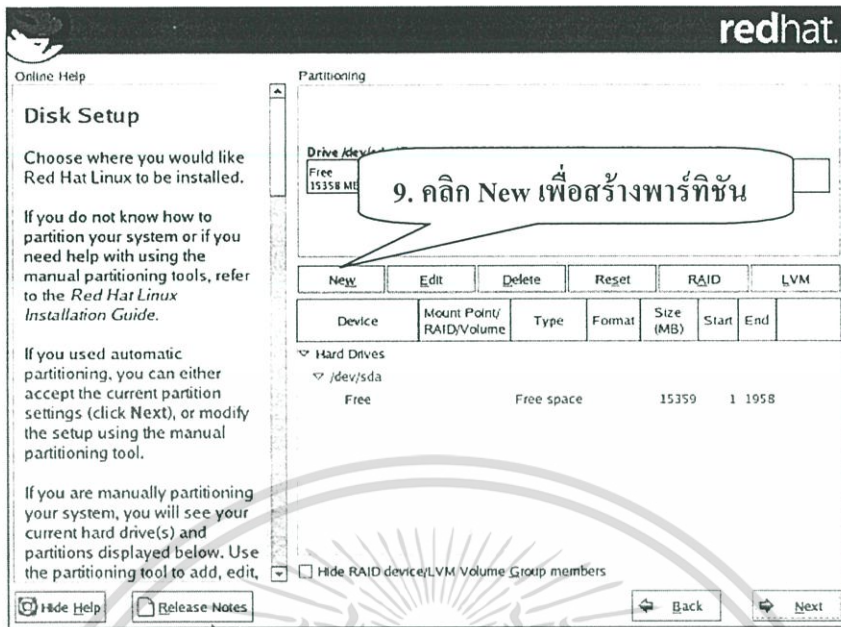 redhat.
Online Help
Disk Setup
Choose where you would like
Red Hat Linux to be installed.
If you do not know how to
partition your system or if you
need help with using the
manual partitioning tools, refer
to the Red Hat Linux
Installation Guide.
If you used automatic
partitioning, you can either
accept the current partition
settings (click Next), or modify
the setup using the manual
partitioning tool.
If you are manually partitioning
your system, you will see your
current hard drive(s) and
partitions displayed below. Use
the partitioning tool to add, edit,
Partitioning
Drive
Free
15358
9. คลิก New เพื่อสร้างพาร์ทิชัน
New Edit Delete Reset RAID LVM
Device Mount Point/ RAID/Volume Type Format Size (MB) Start End
Hard Drives
/dev/sda
Free Free space 15359 1 1958
Hide RAID device/LVM Volume Group members
Hide Help Release Notes Back Next